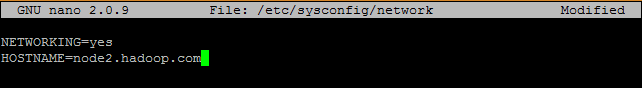 GNU nano 2.0.9 File: /etc/sysconfig/network Modified
NETWORKING=yes
HOSTNAME=node2.hadoop.com